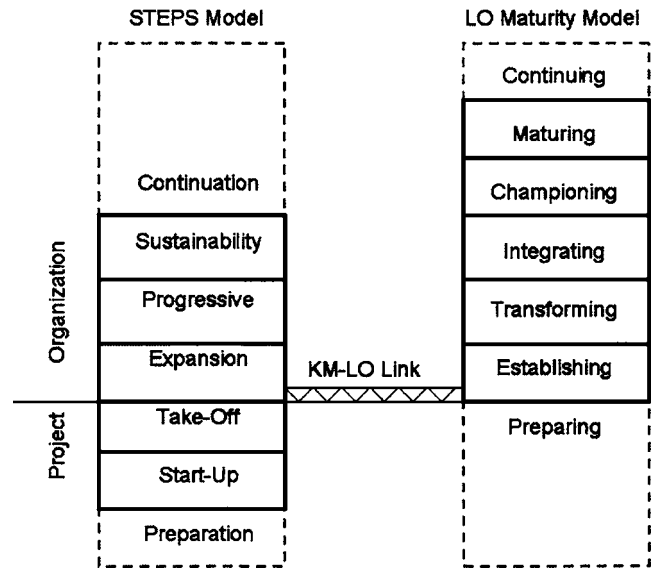 STEPS Model
LO Maturity Model
Continuing
Maturing
Continuation
Championing
Sustainability
Integrating
Organization
Progressive
Transforming
Expansion
KM-LO Link
Establishing
Take-Off
Preparing
Project
Start-Up
Preparation